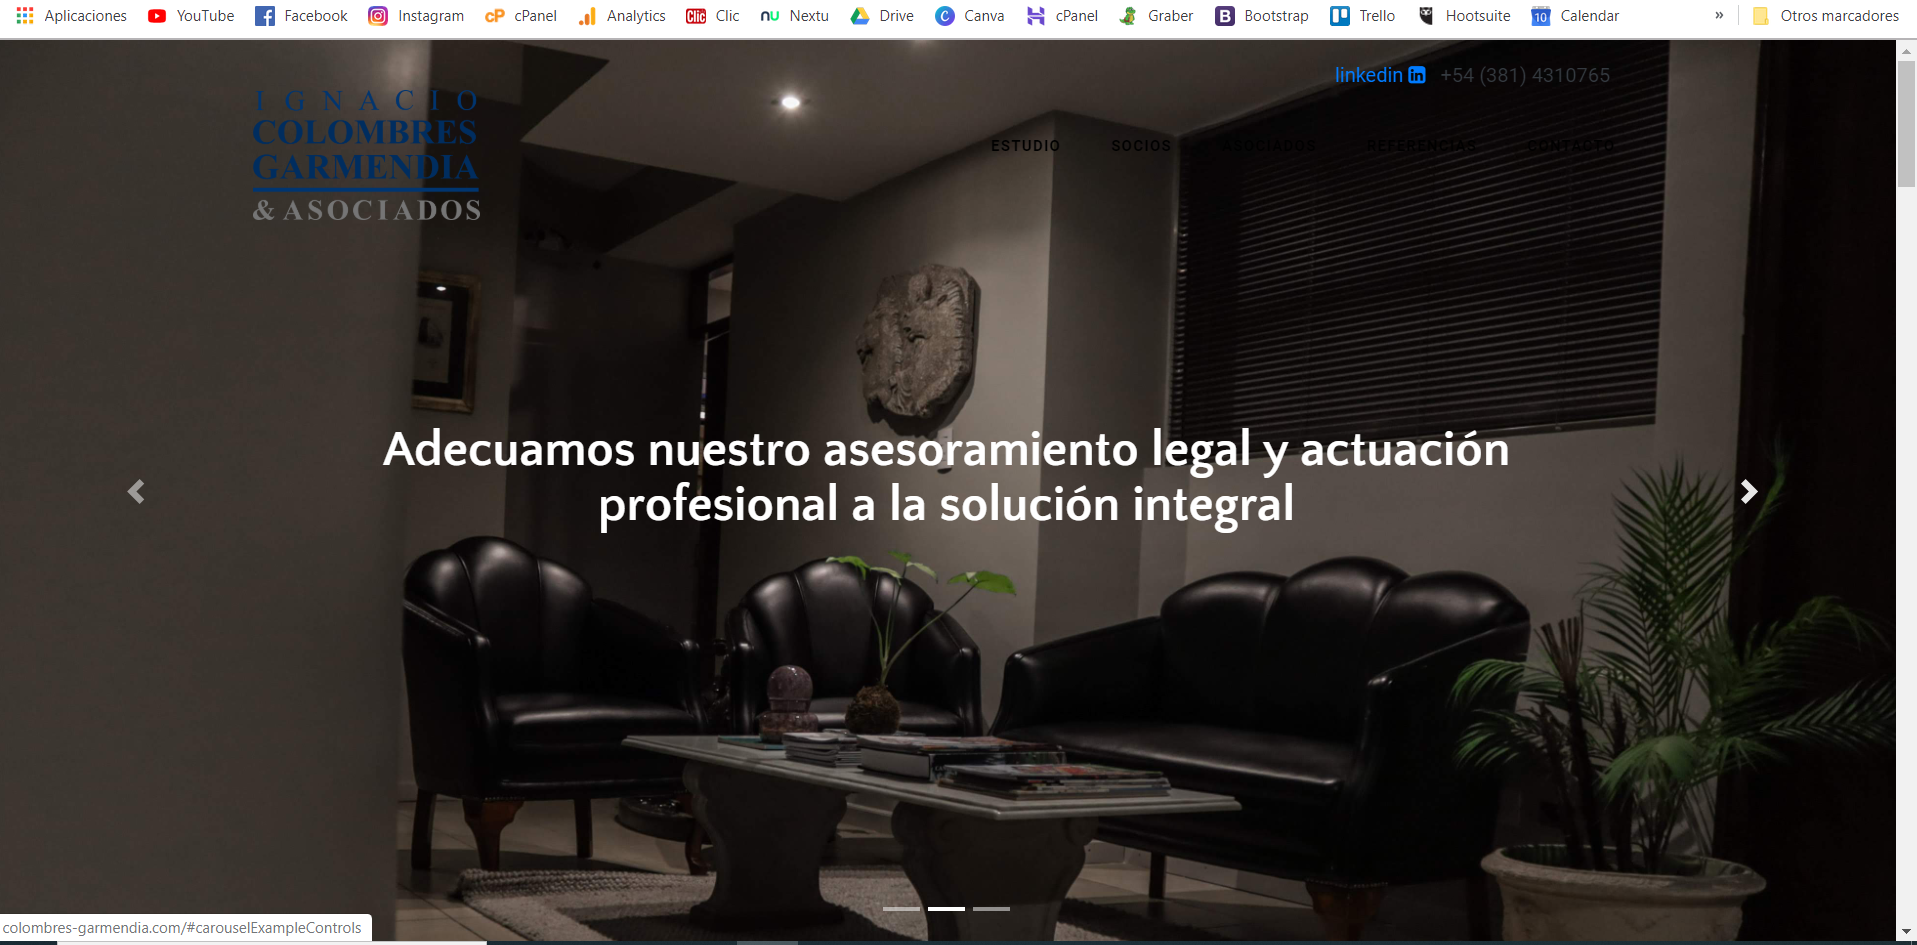 Aplicaciones YouTube Facebook Instagram cPanel Analytics Clic Nextu Drive Canva cPanel Graber Bootstrap Trello Hootsuite Calendar » Otros marcadores
linkedin +54 (381) 4310765
IGNACIO
COLOMBRES
GARMENDIA
& ASOCIADOS
ESTUDIO SOCIOS ASOCIADOS REFERENCIAS CONTACTO
Adecuamos nuestro asesoramiento legal y actuación
profesional a la solución integral
colombres-garmendia.com/#carouselExampleControls